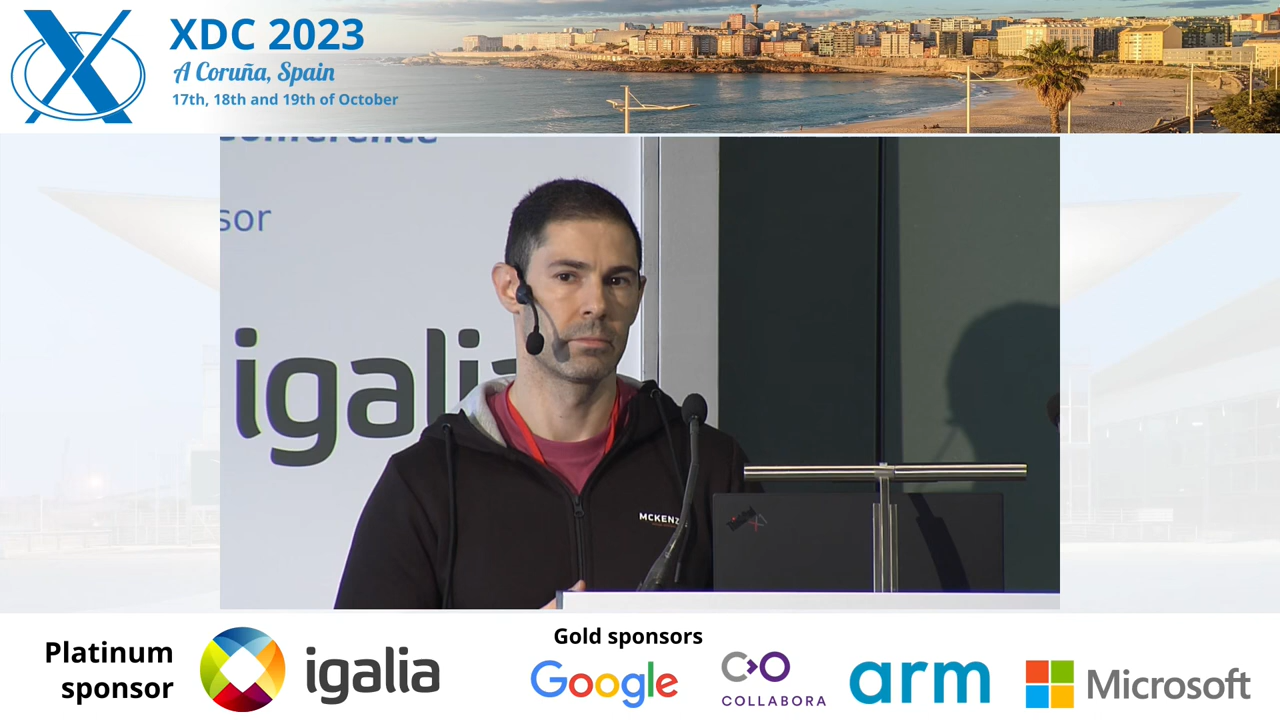 XDC 2023
A Coruña, Spain
17th, 18th and 19th of October
sor
igalia
MCKENZ
Platinum
sponsor
igalia
Gold sponsors
Google
COLLABORA
arm
Microsoft